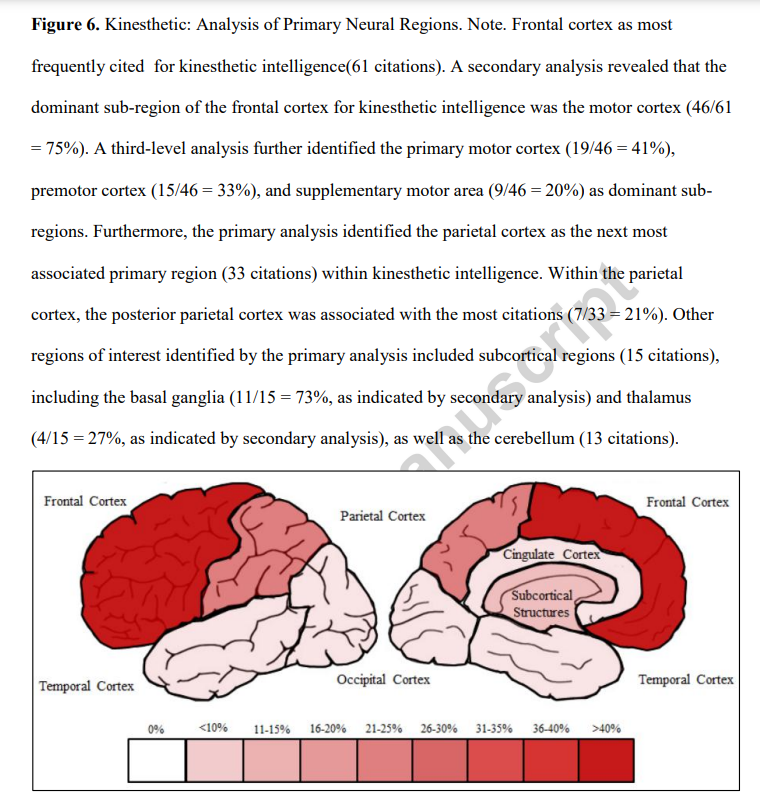 Figure 6. Kinesthetic: Analysis of Primary Neural Regions. Note. Frontal cortex as most
frequently cited for kinesthetic intelligence(61 citations). A secondary analysis revealed that the
dominant sub-region of the frontal cortex for kinesthetic intelligence was the motor cortex (46/61
= 75%). A third-level analysis further identified the primary motor cortex (19/46 = 41%),
premotor cortex (15/46 = 33%), and supplementary motor area (9/46 = 20%) as dominant sub-
regions. Furthermore, the primary analysis identified the parietal cortex as the next most
associated primary region (33 citations) within kinesthetic intelligence. Within the parietal
cortex, the posterior parietal cortex was associated with the most citations (7/33 = 21%). Other
regions of interest identified by the primary analysis included subcortical regions (15 citations),
including the basal ganglia (11/15 = 73%, as indicated by secondary analysis) and thalamus
(4/15 = 27%, as indicated by secondary analysis), as well as the cerebellum (13 citations).
anuscript
Frontal Cortex
Parietal Cortex
Frontal Cortex
Cingulate Cortex
Subcortical
Structures
Temporal Cortex
Occipital Cortex
Temporal Cortex
0% <10% 11-15% 16-20% 21-25% 26-30% 31-35% 36-40% >40%